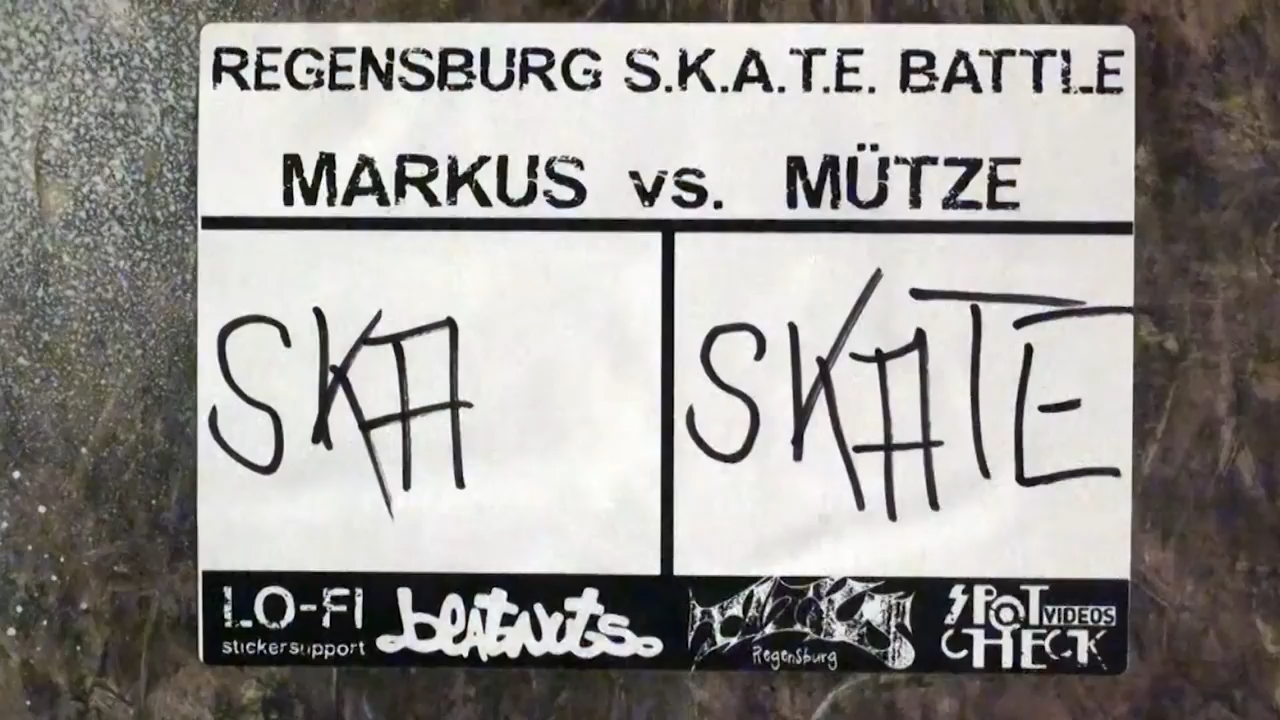 REGENSBURG S.K.A.T.E. BATTLE
MARKUS vs. MÜTZE
SKA
SKATE
LO-FI
stickersupport
beatnuts.
Regensburg
SPOT
VIDEOS
CHECK